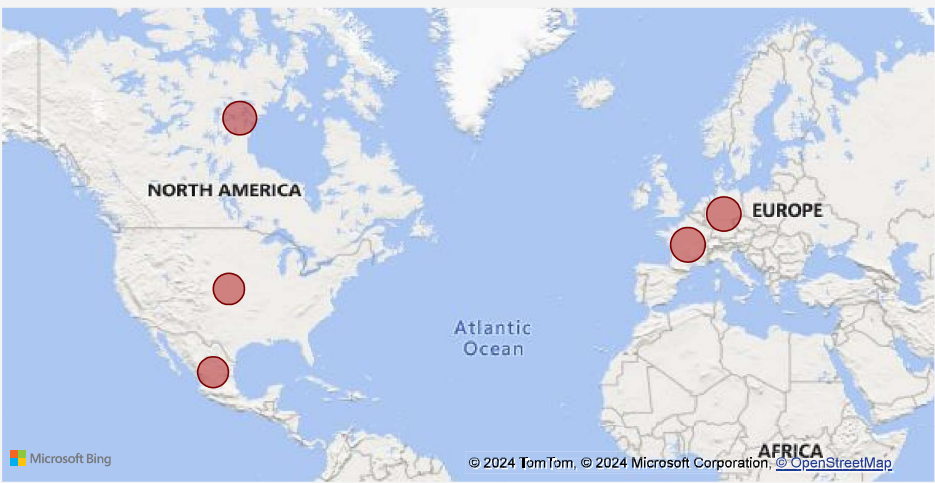 NORTH AMERICA
EUROPE
Atlantic
Ocean
AFRICA
Microsoft Bing
© 2024 TomTom, © 2024 Microsoft Corporation, © OpenStreetMap